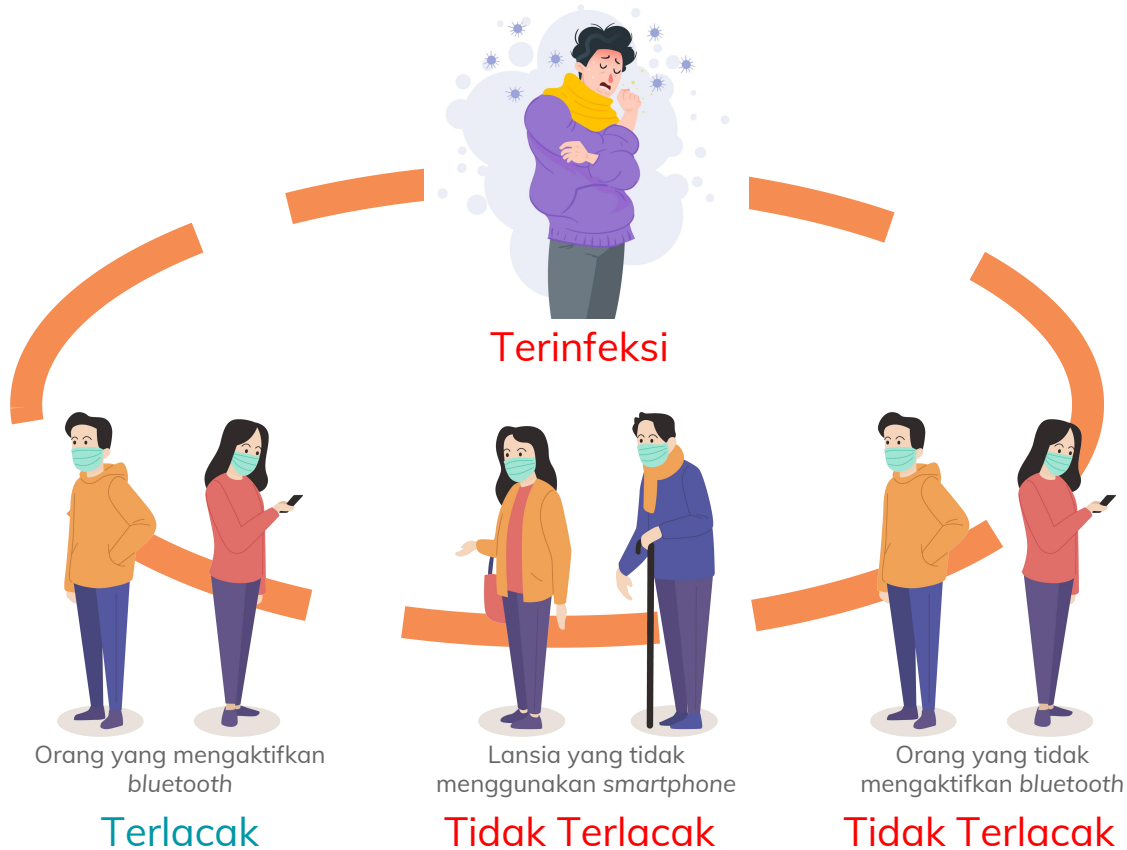 Terinfeksi
Orang yang mengaktifkan
bluetooth
Terlacak
Lansia yang tidak
menggunakan smartphone
Tidak Terlacak
Orang yang tidak
mengaktifkan bluetooth
Tidak Terlacak